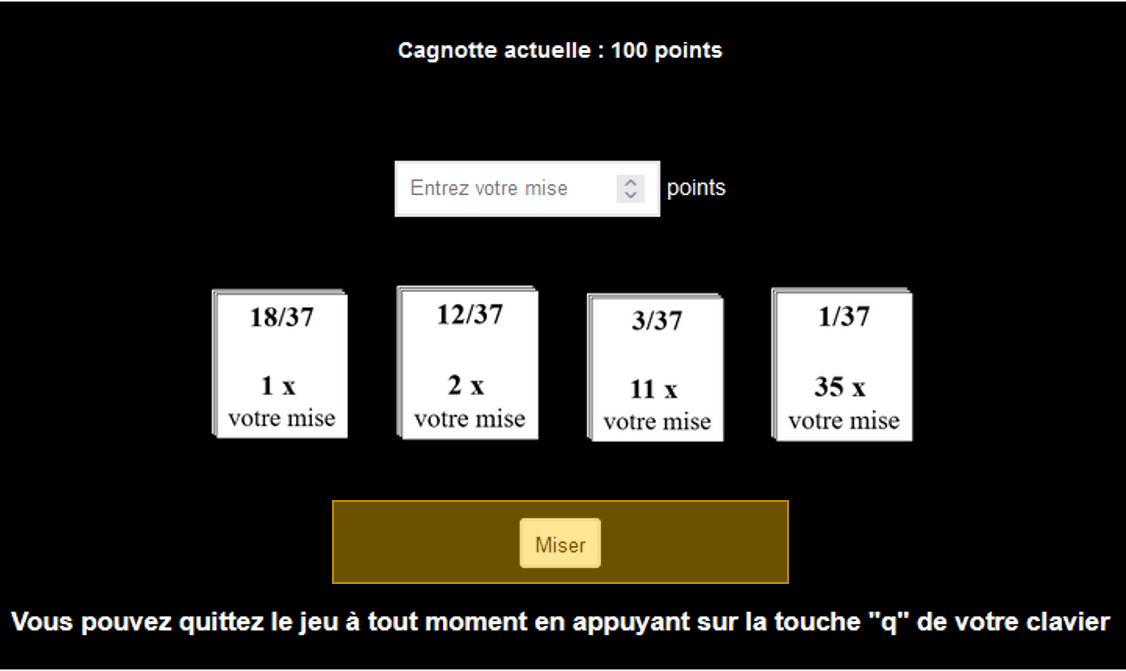 Cagnotte actuelle : 100 points
Entrez votre mise points
18/37
1 x
votre mise
12/37
2 x
votre mise
3/37
11 x
votre mise
1/37
35 x
votre mise
Miser
Vous pouvez quittez le jeu à tout moment en appuyant sur la touche "q" de votre clavier